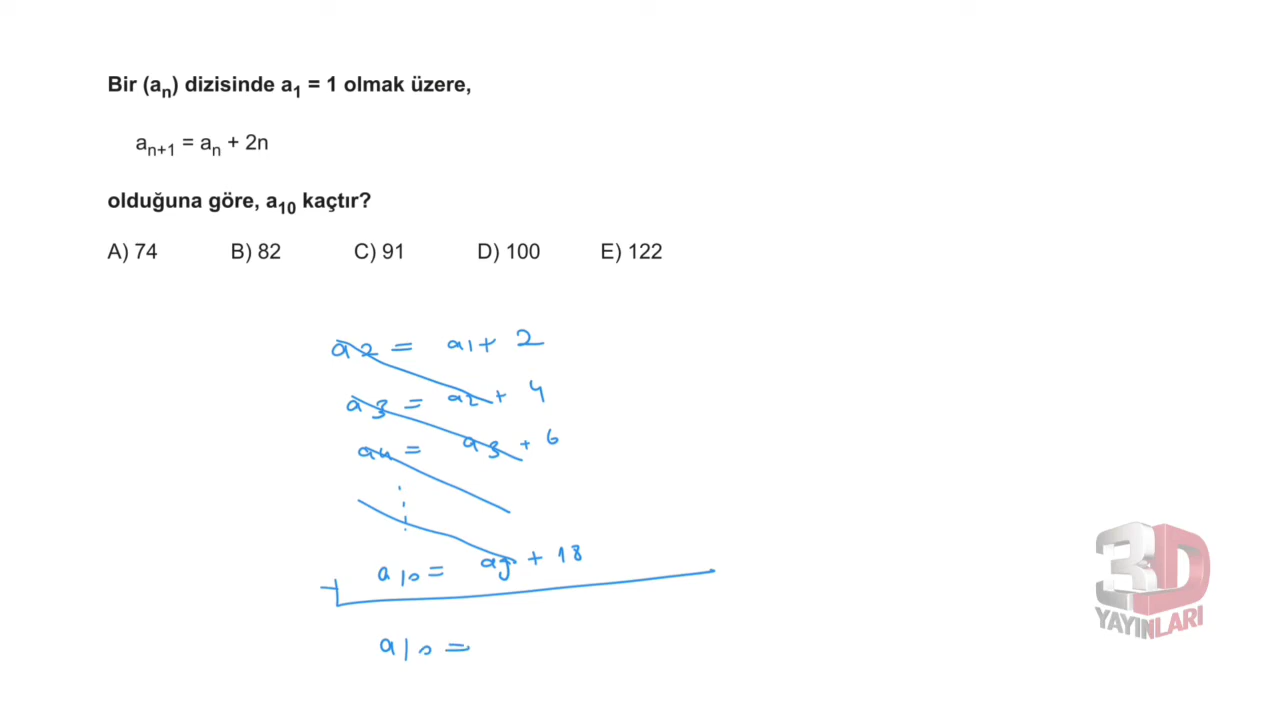 Bir (an) dizisinde a1 = 1 olmak üzere,
an+1 = an + 2n
olduğuna göre, a10 kaçtır?
A) 74 B) 82 C) 91 D) 100 E) 122
a2 = a1 + 2
a3 = a2 + 4
a4 = a3 + 6
a10 = a9 + 18
a10 =
3D
YAYINLARI